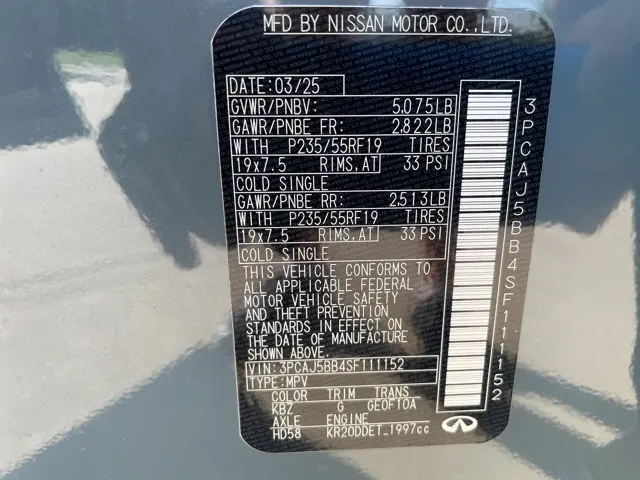 MFD BY NISSAN MOTOR CO.,LTD.
DATE:03/25
GVWR/PNBV: 5,075LB
GAWR/PNBE FR: 2,822LB
WITH P235/55RF19 TIRES
19x7.5 RIMS,AT 33 PSI
COLD SINGLE
GAWR/PNBE RR: 2,513LB
WITH P235/55RF19 TIRES
19x7.5 RIMS,AT 33 PSI
COLD SINGLE
THIS VEHICLE CONFORMS TO
ALL APPLICABLE FEDERAL
MOTOR VEHICLE SAFETY
AND THEFT PREVENTION
STANDARDS IN EFFECT ON
THE DATE OF MANUFACTURE
SHOWN ABOVE.
VIN:3PCAJ5BB4SF111152
TYPE:MPV
COLOR TRIM TRANS
KBZ G GE0F10A
AXLE ENGINE
HD58 KR20DDET_1997cc
3PCAJ5BB4SF111152